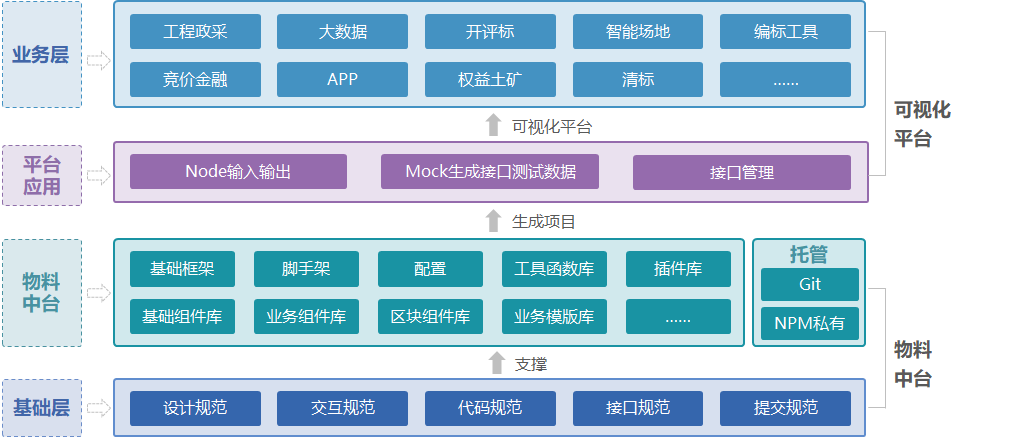 业务层
工程政采
大数据
开评标
智能场地
编标工具
竞价金融
APP
权益土矿
清标
......
可视化平台
可视化
平台
平台
应用
Node输入输出
Mock生成接口测试数据
接口管理
生成项目
物料
中台
基础框架
脚手架
配置
工具函数库
插件库
基础组件库
业务组件库
区块组件库
业务模版库
......
托管
Git
NPM私有
支撑
物料
中台
基础层
设计规范
交互规范
代码规范
接口规范
提交规范